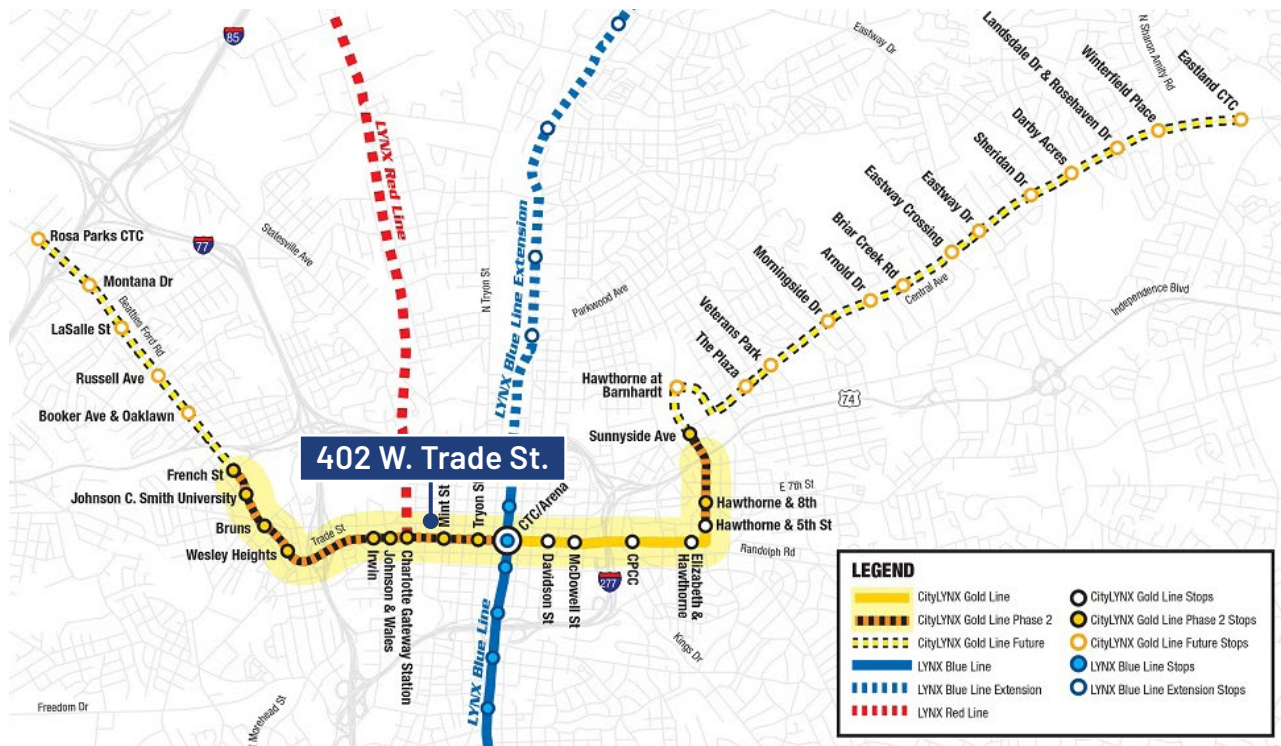 85
77
74
277
Eastway Dr
N Sharon Amity Rd
Landsdale Dr & Rosehaven Dr
Winterfield Place
Eastland CTC
Darby Acres
Sheridan Dr
Eastway Dr
Eastway Crossing
Briar Creek Rd
Arnold Dr
Morningside Dr
Central Ave
Independence Blvd
Veterans Park
The Plaza
Hawthorne at
Barnhardt
Sunnyside Ave
Parkwood Ave
N Tryon St
Statesville Ave
LYNX Red Line
LYNX Blue Line Extension
Rosa Parks CTC
Montana Dr
Beatties Ford Rd
LaSalle St
Russell Ave
Booker Ave & Oaklawn
French St
Johnson C. Smith University
Bruns
Wesley Heights
Trade St
402 W. Trade St.
Irwin
Johnson & Wales
Charlotte Gateway Station
Mint St
Tryon St
CTC/Arena
Davidson St
McDowell St
CPCC
Elizabeth &
Hawthorne
E 7th St
Hawthorne & 8th
Hawthorne & 5th St
Randolph Rd
Kings Dr
LYNX Blue Line
Freedom Dr
Morehead St
LEGEND
CityLYNX Gold Line
CityLYNX Gold Line Phase 2
CityLYNX Gold Line Future
LYNX Blue Line
LYNX Blue Line Extension
LYNX Red Line
CityLYNX Gold Line Stops
CityLYNX Gold Line Phase 2 Stops
CityLYNX Gold Line Future Stops
LYNX Blue Line Stops
LYNX Blue Line Extension Stops